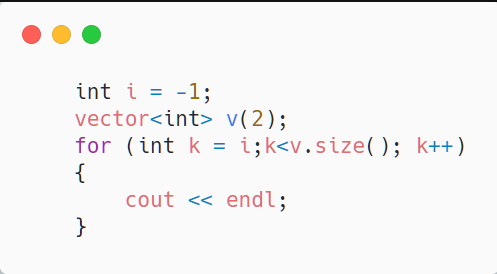 int i = -1;
vector<int> v(2);
for (int k = i;k<v.size(); k++)
{
    cout << endl;
}